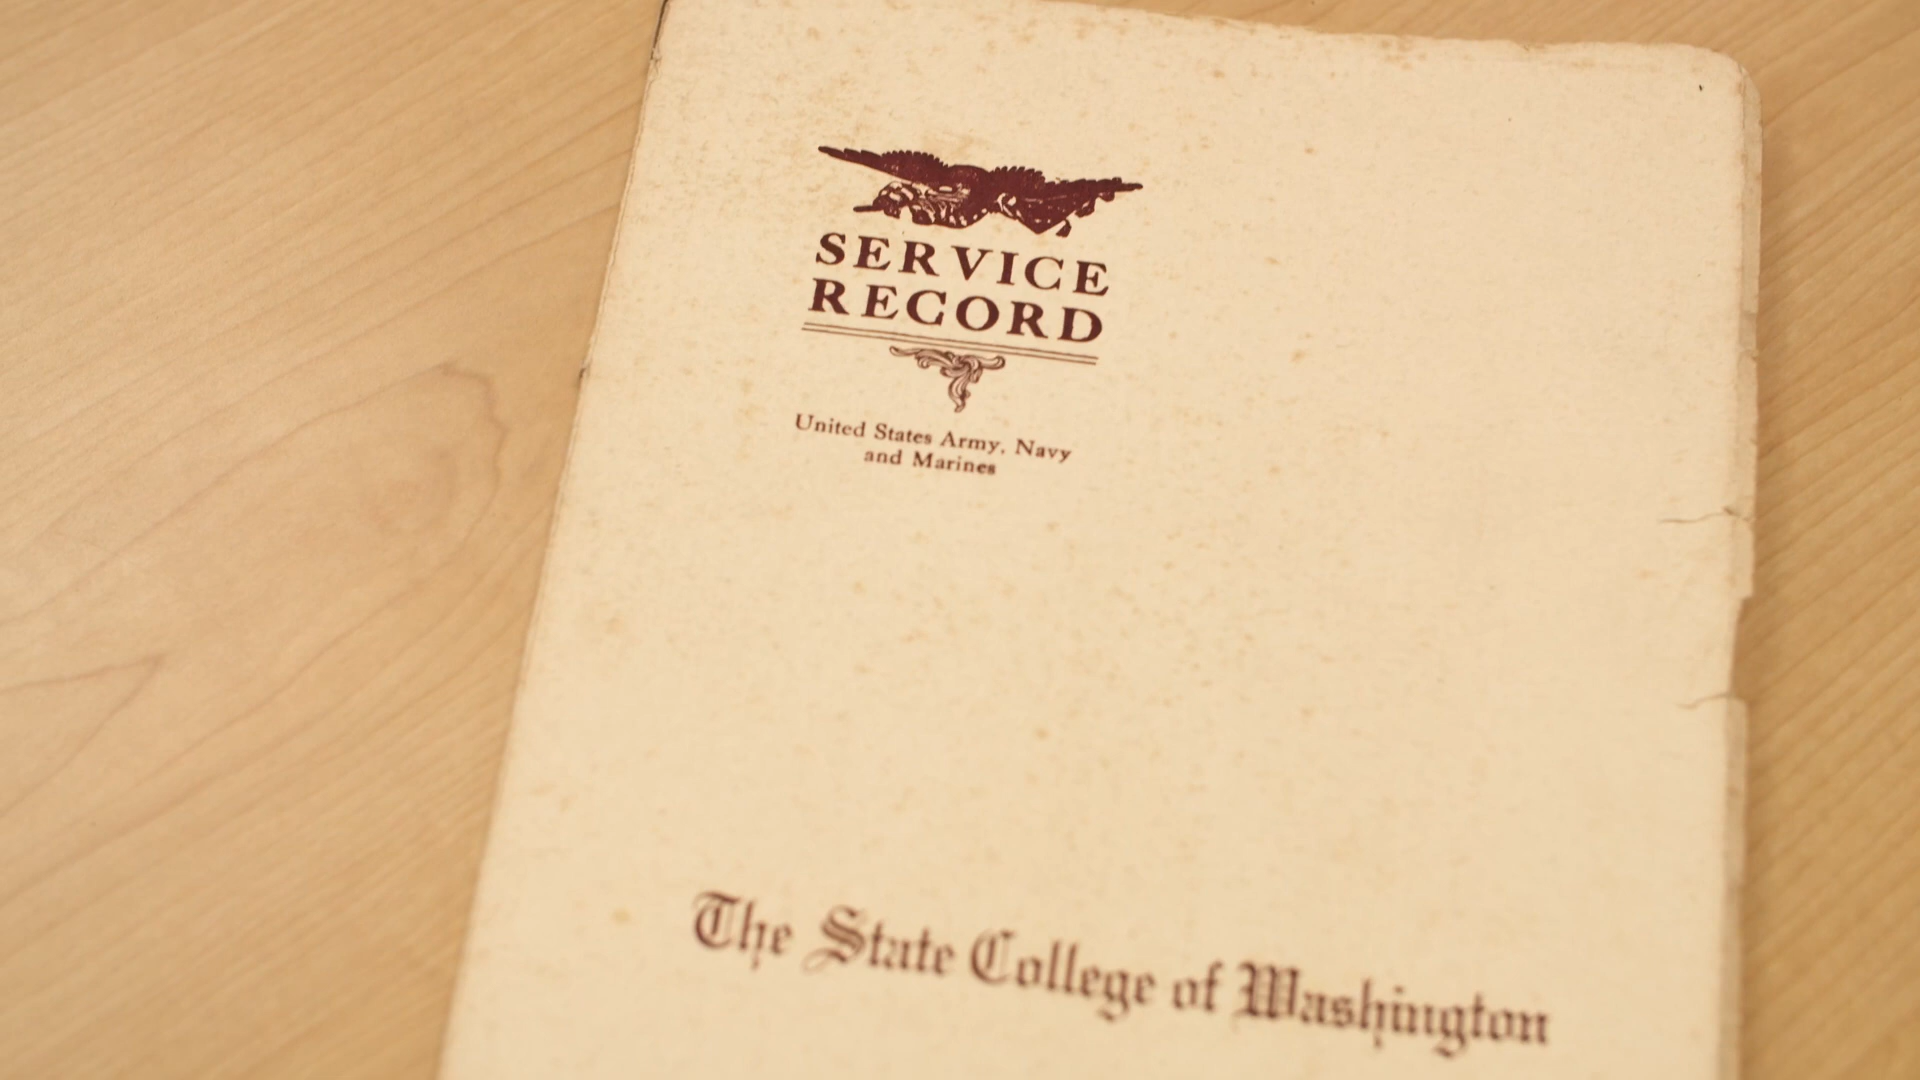 SERVICE
RECORD
United States Army, Navy
and Marines
The State College of Washington